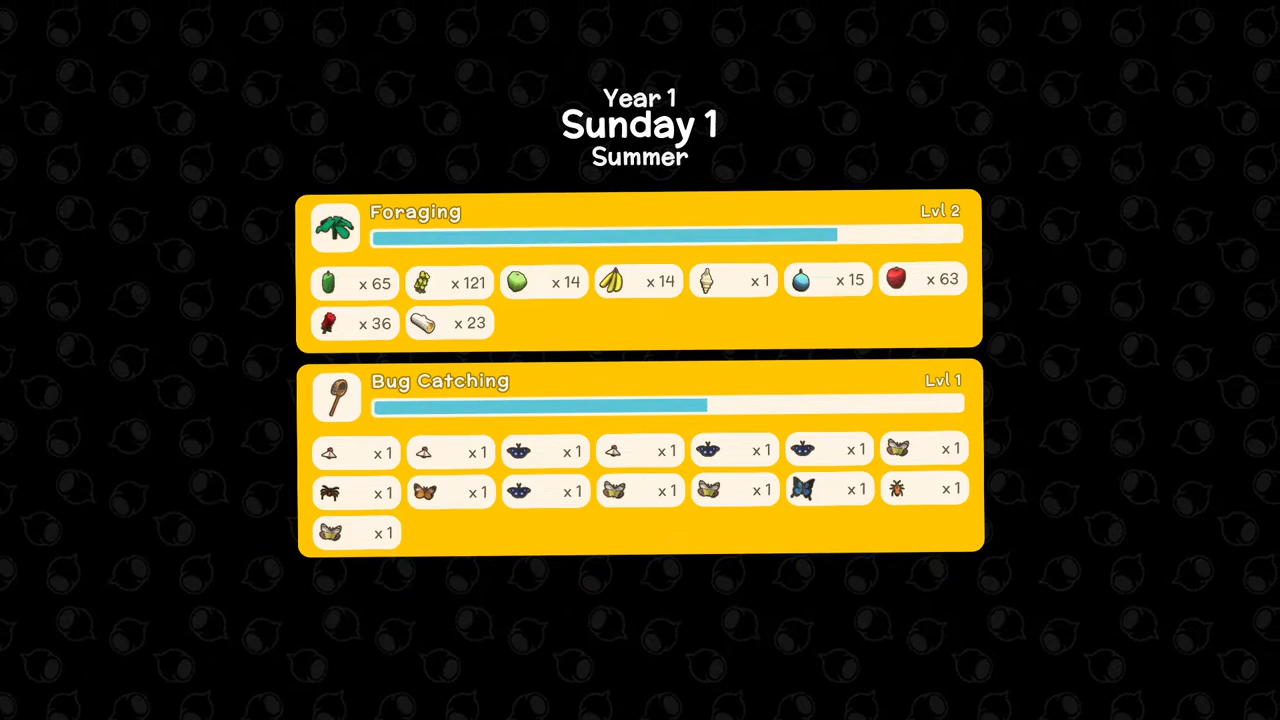 Year 1
Sunday 1
Summer
Foraging Lvl 2
x 65 x 121 x 14 x 14 x 1 x 15 x 63
x 36 x 23
Bug Catching Lvl 1
x 1 x 1 x 1 x 1 x 1 x 1 x 1
x 1 x 1 x 1 x 1 x 1 x 1 x 1
x 1